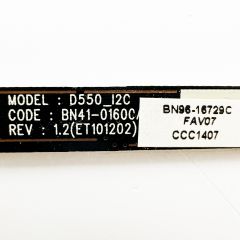 MODEL : D550_I2C
CODE : BN41-0160C/
REV : 1.2(ET101202)
BN96-16729C
FAV07
CCC1407